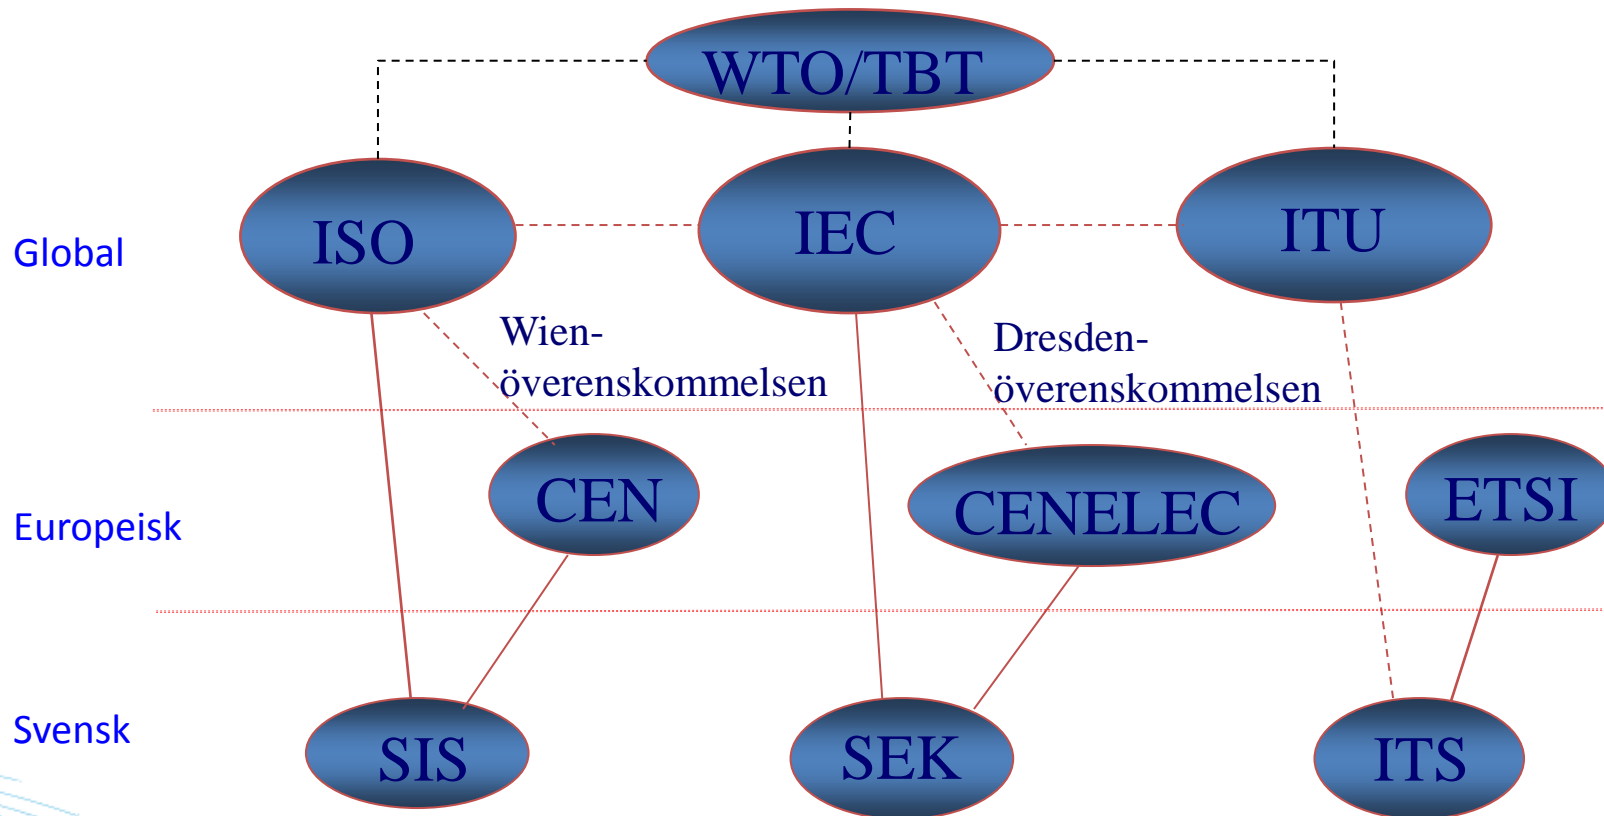 WTO/TBT
Global
ISO
IEC
ITU
Wien-
överenskommelsen
Dresden-
överenskommelsen
Europeisk
CEN
CENELEC
ETSI
Svensk
SIS
SEK
ITS